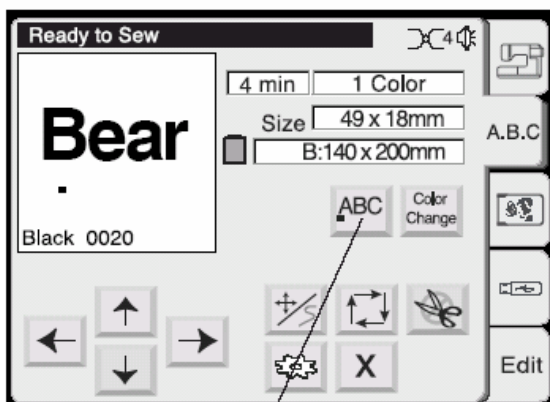 Ready to Sew
4
4 min
1 Color
Size
49 x 18mm
B:140 x 200mm
Bear
Black 0020
ABC
Color
Change
X
A.B.C
Edit